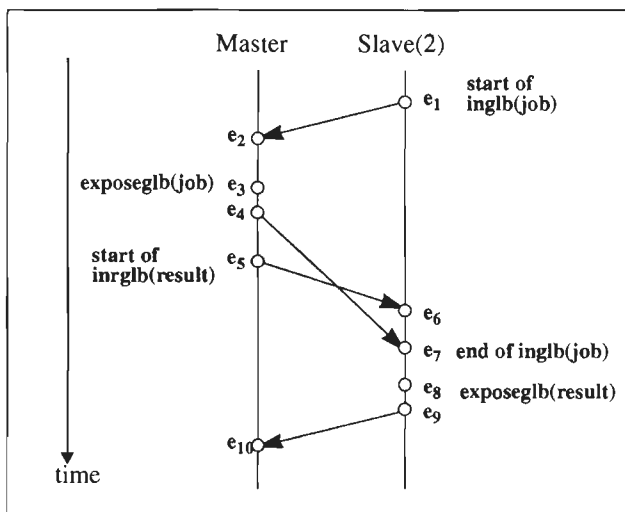 Master Slave(2)
e1 start of
inglb(job)
e2
exposeglb(job) e3
e4
start of
inrglb(result) e5
e6
e7 end of inglb(job)
e8 exposeglb(result)
e9
e10
time